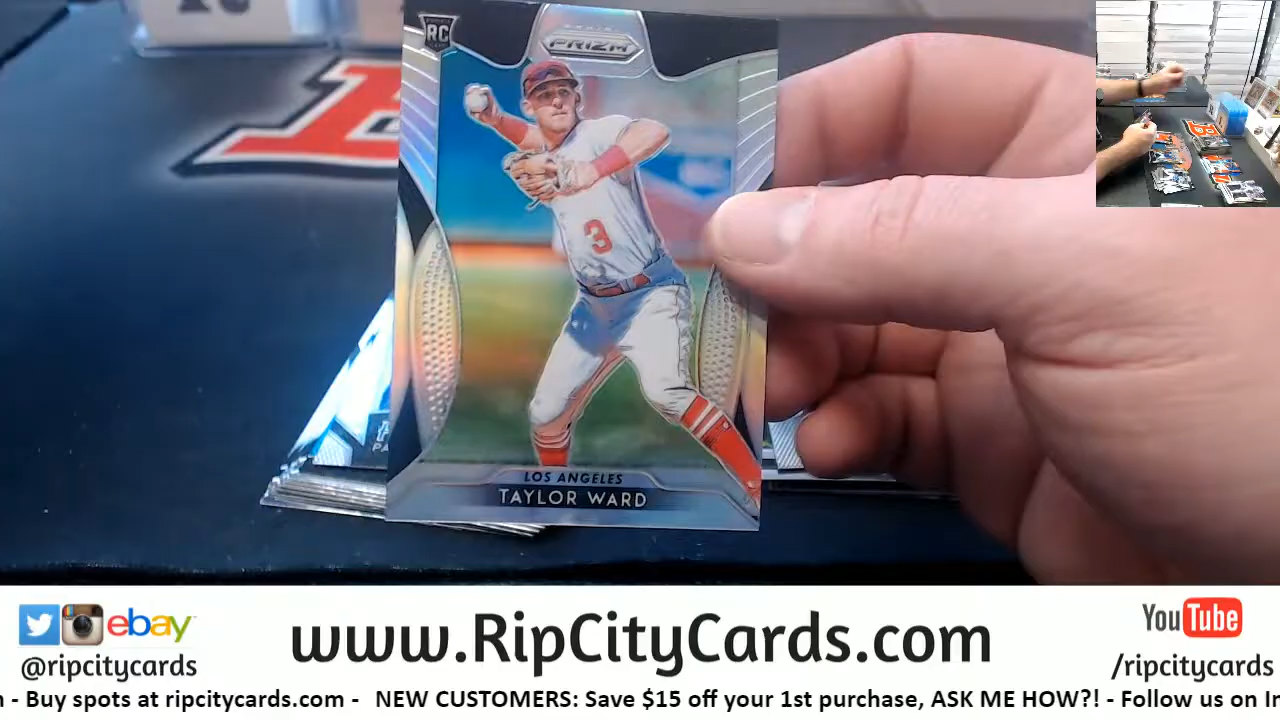 RC
PANINI
PRIZM
3
LOS ANGELES
TAYLOR WARD
ebay
@ripcitycards
www.RipCityCards.com
YouTube
/ripcitycards
- Buy spots at ripcitycards.com - NEW CUSTOMERS: Save $15 off your 1st purchase, ASK ME HOW?! - Follow us on